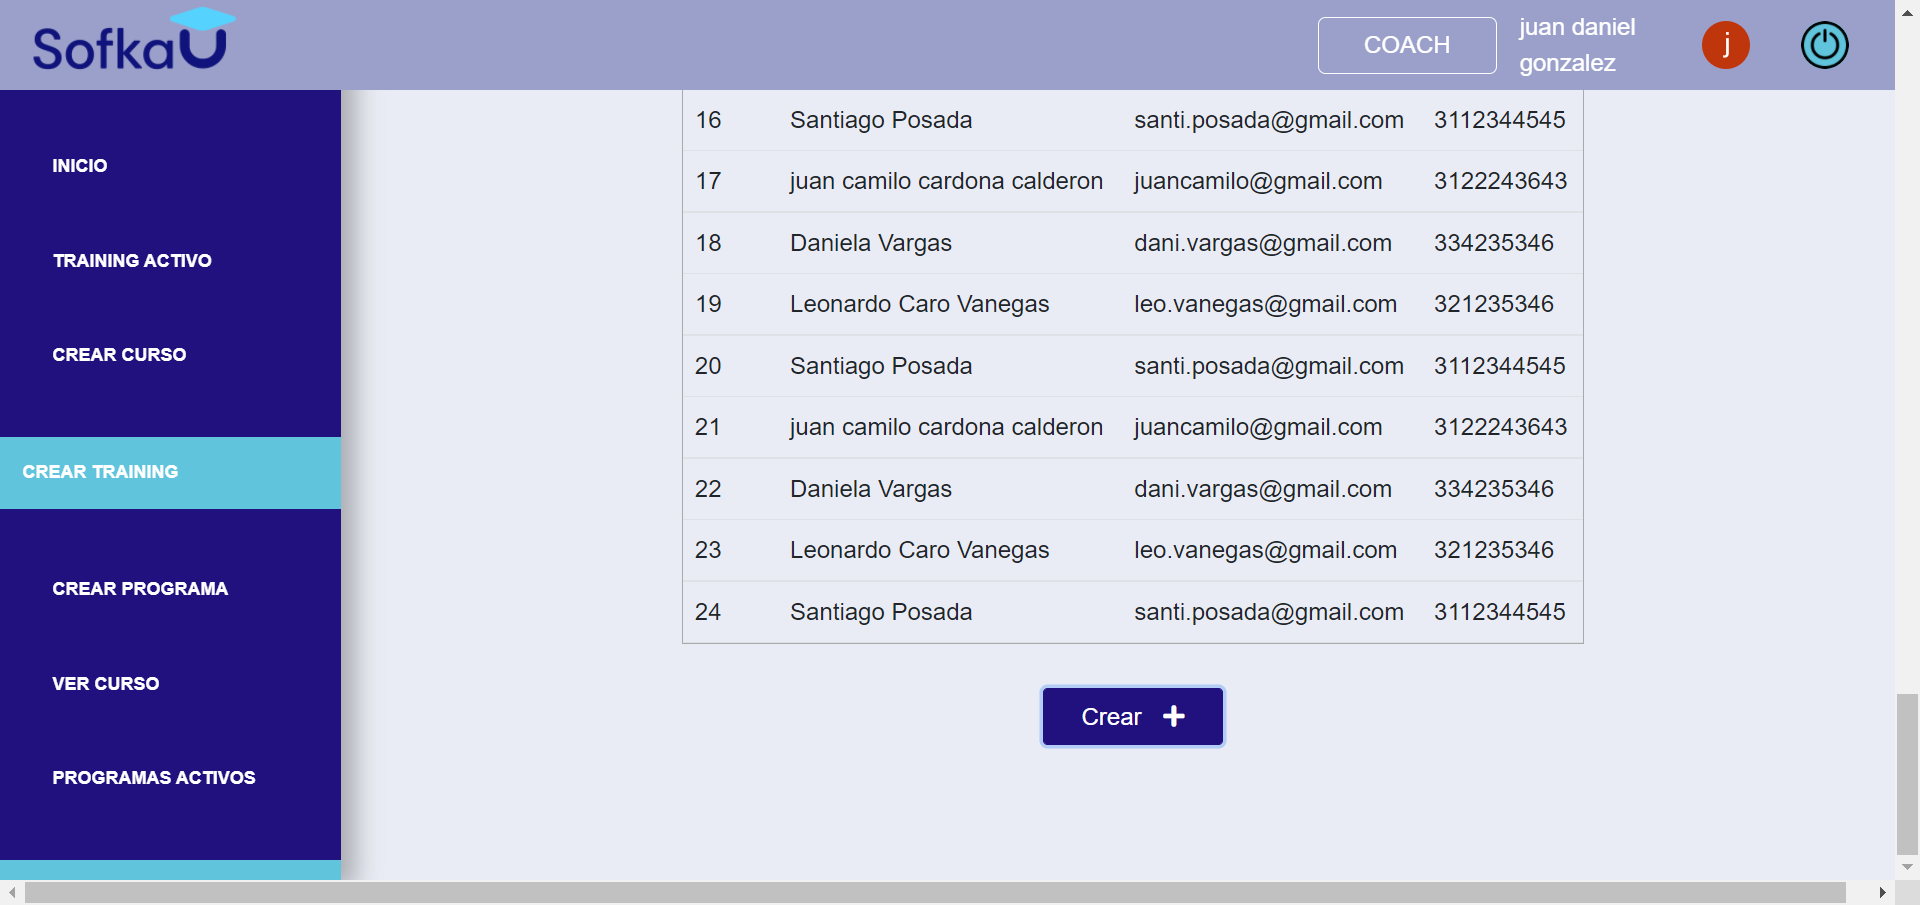 SofkaU
COACH
juan daniel
gonzalez
j
INICIO
TRAINING ACTIVO
CREAR CURSO
CREAR TRAINING
CREAR PROGRAMA
VER CURSO
PROGRAMAS ACTIVOS
16 Santiago Posada santi.posada@gmail.com 3112344545
17 juan camilo cardona calderon juancamilo@gmail.com 3122243643
18 Daniela Vargas dani.vargas@gmail.com 334235346
19 Leonardo Caro Vanegas leo.vanegas@gmail.com 321235346
20 Santiago Posada santi.posada@gmail.com 3112344545
21 juan camilo cardona calderon juancamilo@gmail.com 3122243643
22 Daniela Vargas dani.vargas@gmail.com 334235346
23 Leonardo Caro Vanegas leo.vanegas@gmail.com 321235346
24 Santiago Posada santi.posada@gmail.com 3112344545
Crear +